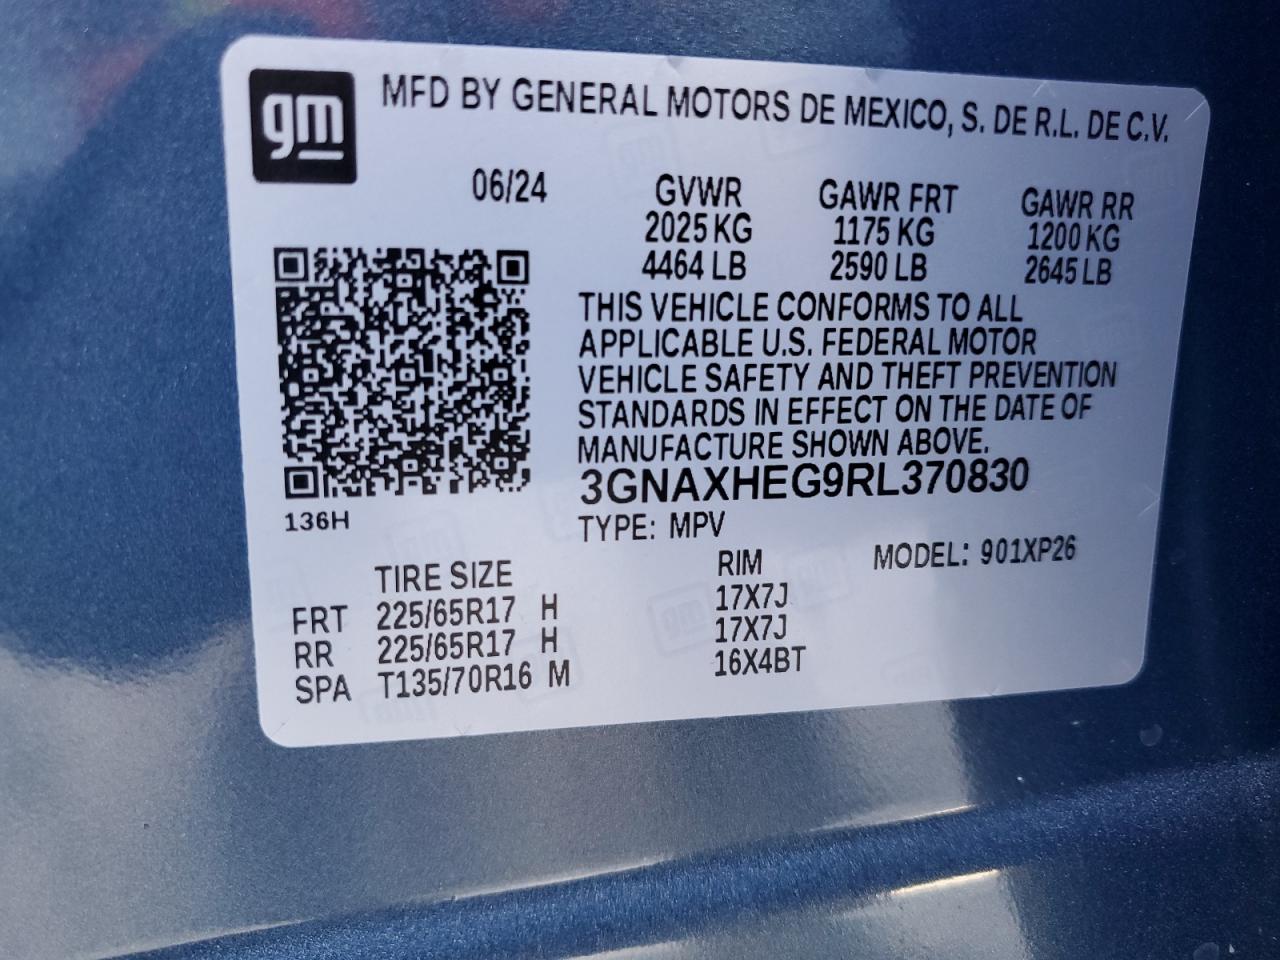 gm
MFD BY GENERAL MOTORS DE MEXICO, S. DE R.L. DE C.V.
06/24 GVWR GAWR FRT GAWR RR
2025 KG 1175 KG 1200 KG
4464 LB 2590 LB 2645 LB
THIS VEHICLE CONFORMS TO ALL
APPLICABLE U.S. FEDERAL MOTOR
VEHICLE SAFETY AND THEFT PREVENTION
STANDARDS IN EFFECT ON THE DATE OF
MANUFACTURE SHOWN ABOVE.
3GNAXHEG9RL370830
136H
TYPE: MPV
MODEL: 901XP26
TIRE SIZE RIM
FRT 225/65R17 H 17X7J
RR 225/65R17 H 17X7J
SPA T135/70R16 M 16X4BT